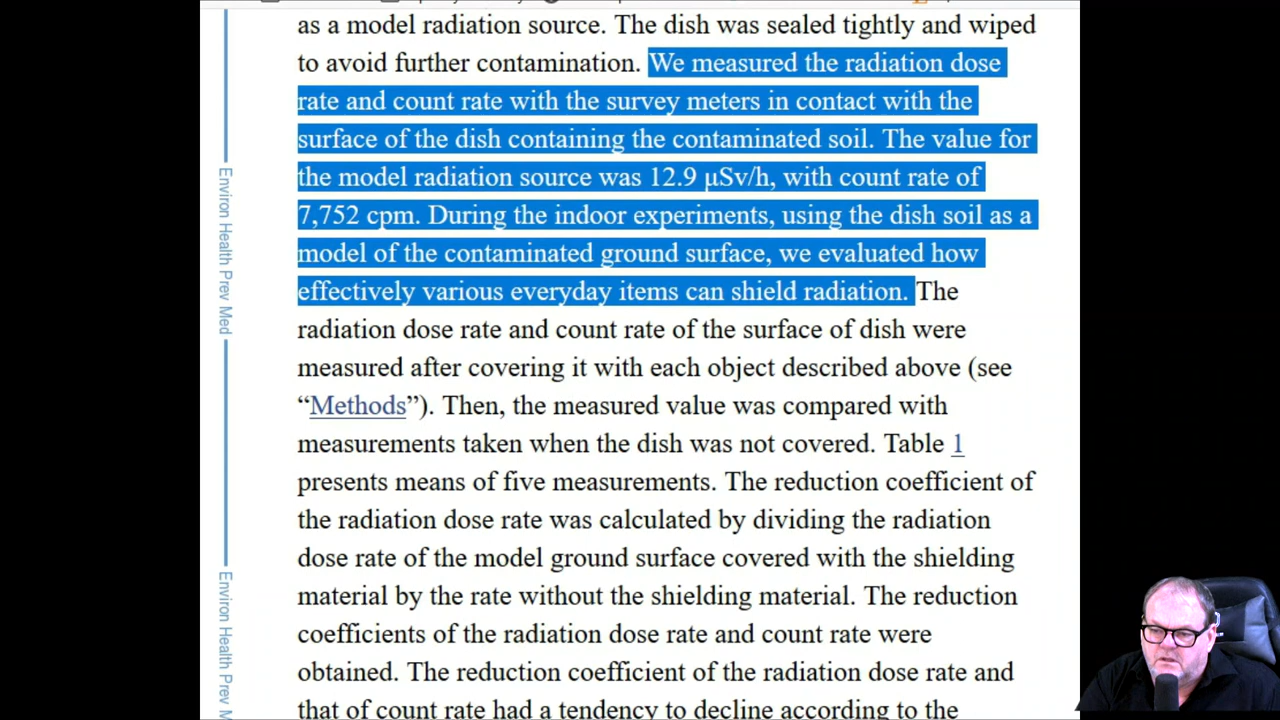 as a model radiation source. The dish was sealed tightly and wiped
to avoid further contamination. We measured the radiation dose
rate and count rate with the survey meters in contact with the
surface of the dish containing the contaminated soil. The value for
the model radiation source was 12.9 μSv/h, with count rate of
7,752 cpm. During the indoor experiments, using the dish soil as a
model of the contaminated ground surface, we evaluated how
effectively various everyday items can shield radiation. The
radiation dose rate and count rate of the surface of dish were
measured after covering it with each object described above (see
“Methods”). Then, the measured value was compared with
measurements taken when the dish was not covered. Table 1
presents means of five measurements. The reduction coefficient of
the radiation dose rate was calculated by dividing the radiation
dose rate of the model ground surface covered with the shielding
material by the rate without the shielding material. The reduction
coefficients of the radiation dose rate and count rate were
obtained. The reduction coefficient of the radiation dose rate and
that of count rate had a tendency to decline according to the
Environ Health Prev Med
Environ Health Prev M